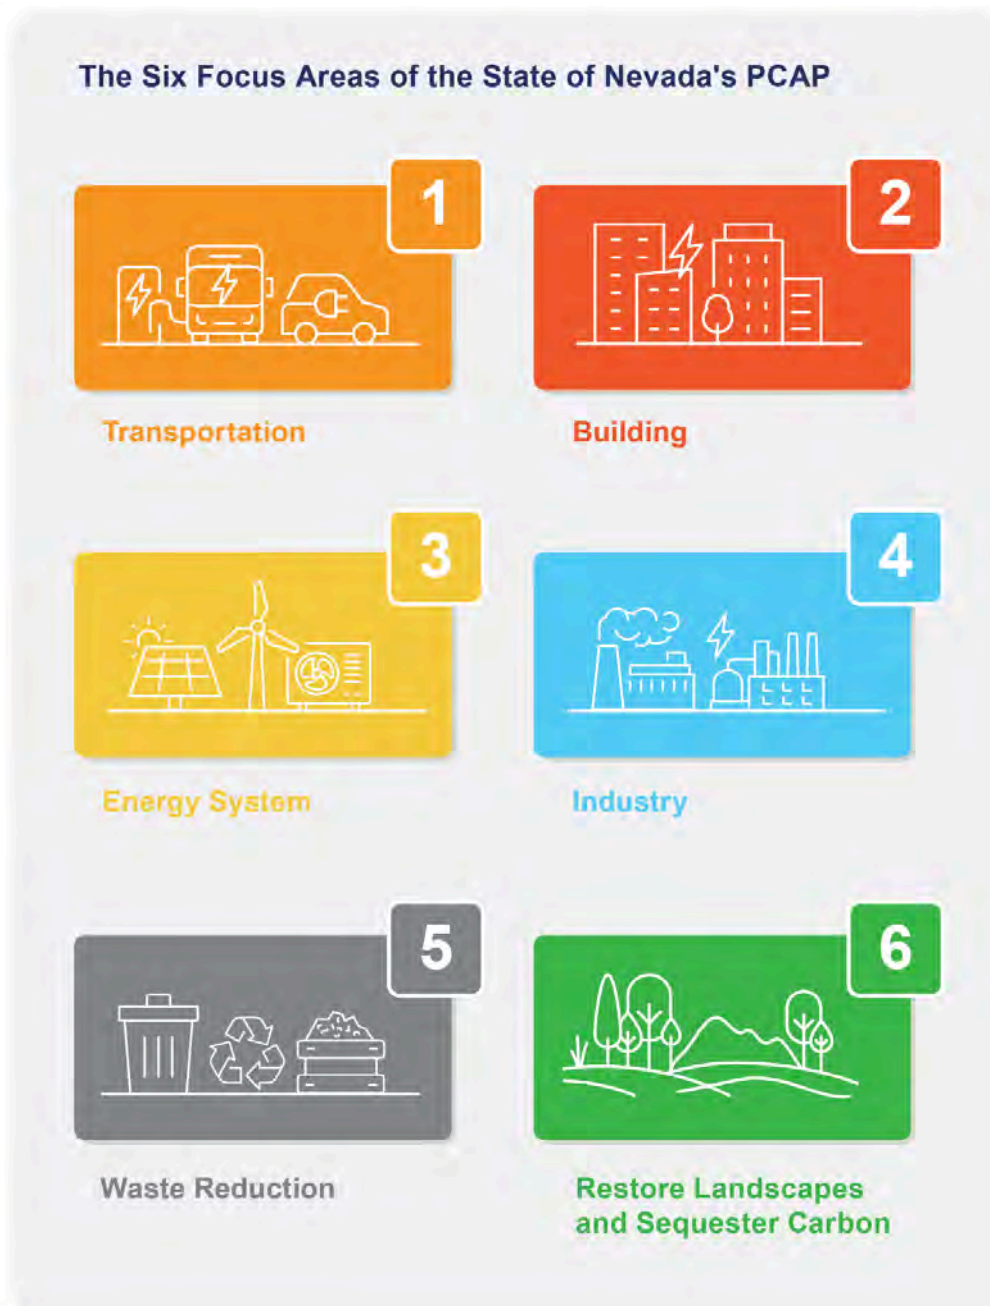 The Six Focus Areas of the State of Nevada's PCAP
1
2
Transportation
Building
3
4
Energy System
Industry
5
6
Waste Reduction
Restore Landscapes
and Sequester Carbon